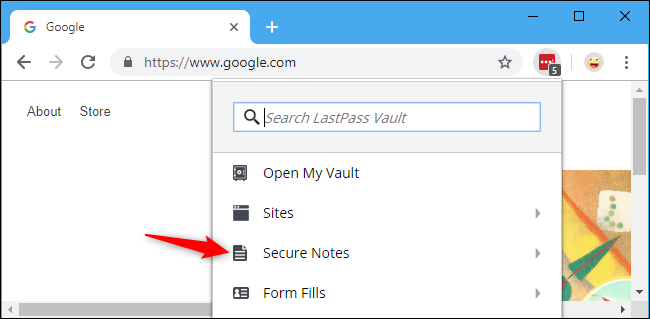 Google
https://www.google.com
5
About Store
Search LastPass Vault
Open My Vault
Sites
Secure Notes
Form Fills